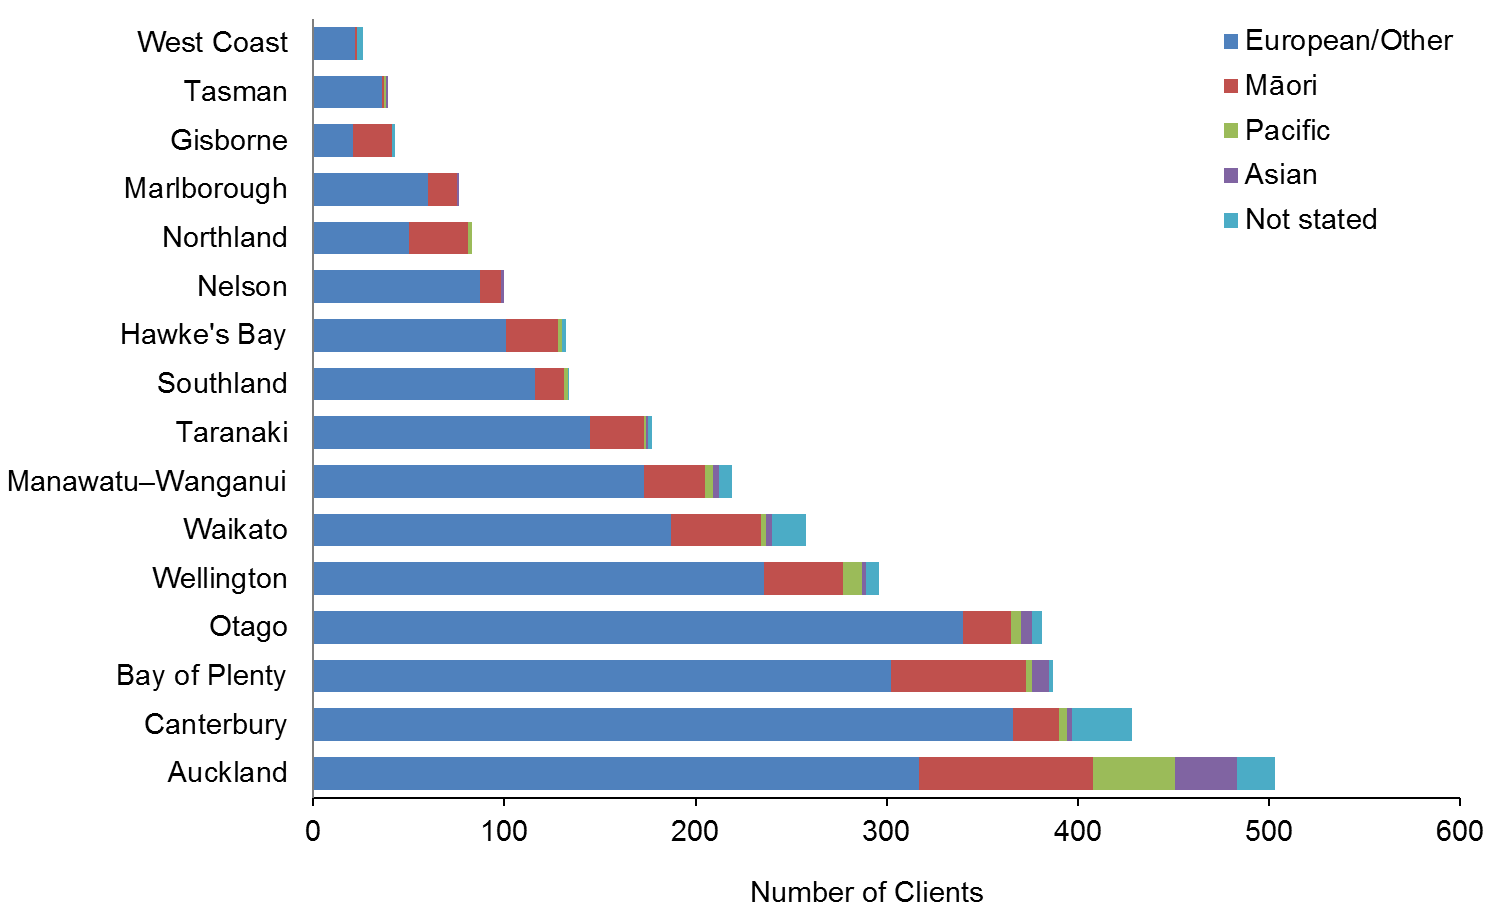 West Coast
Tasman
Gisborne
Marlborough
Northland
Nelson
Hawke's Bay
Southland
Taranaki
Manawatu–Wanganui
Waikato
Wellington
Otago
Bay of Plenty
Canterbury
Auckland
European/Other
Māori
Pacific
Asian
Not stated
0 100 200 300 400 500 600
Number of Clients